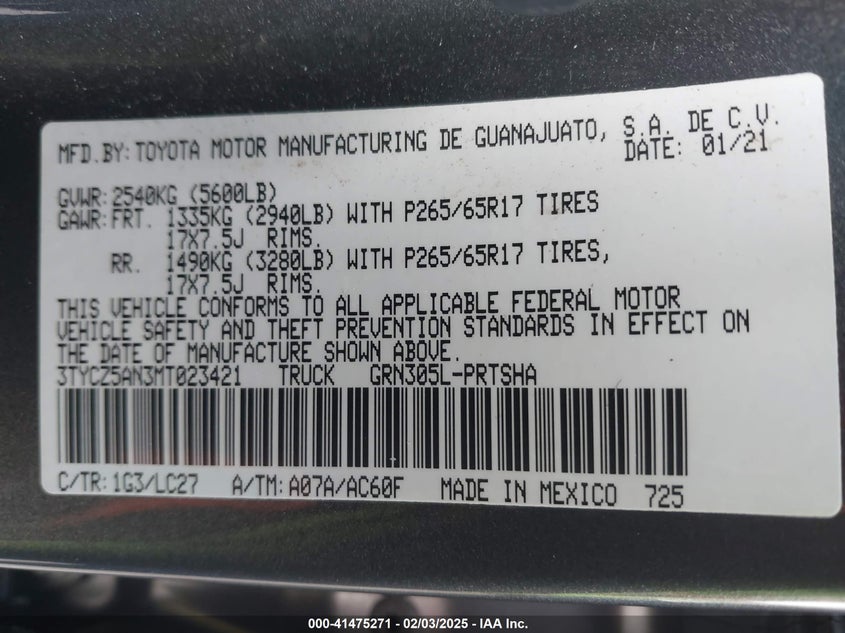 MFD.BY: TOYOTA MOTOR MANUFACTURING DE GUANAJUATO, S.A. DE C.V.
DATE: 01/21
GVWR: 2540KG (5600LB)
GAWR: FRT. 1335KG (2940LB) WITH P265/65R17 TIRES
17X7.5J RIMS.
RR. 1490KG (3280LB) WITH P265/65R17 TIRES,
17X7.5J RIMS.
THIS VEHICLE CONFORMS TO ALL APPLICABLE FEDERAL MOTOR
VEHICLE SAFETY AND THEFT PREVENTION STANDARDS IN EFFECT ON
THE DATE OF MANUFACTURE SHOWN ABOVE.
3TYCZ5AN3MT023421 TRUCK GRN305L-PRTSHA
C/TR: 1G3/LC27 A/TM: A07A/AC60F MADE IN MEXICO 725
000-41475271 - 02/03/2025 - IAA Inc.